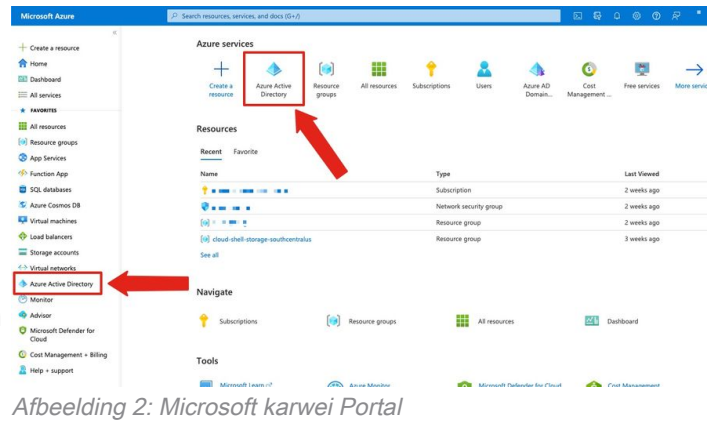 Microsoft Azure
Search resources, services, and docs (G+/)
Create a resource
Home
Dashboard
All services
FAVORITES
All resources
Resource groups
App Services
Function App
SQL databases
Azure Cosmos DB
Virtual machines
Load balancers
Storage accounts
Virtual networks
Azure Active Directory
Monitor
Advisor
Microsoft Defender for
Cloud
Cost Management + Billing
Help + support
Azure services
Create a
resource
Azure Active
Directory
Resource
groups
All resources
Subscriptions
Users
Azure AD
Domain...
Cost
Management ...
Free services
More servic
Resources
Recent Favorite
Name Type Last Viewed
Subscription 2 weeks ago
Network security group 2 weeks ago
Resource group 2 weeks ago
cloud-shell-storage-southcentralus Resource group 3 weeks ago
See all
Navigate
Subscriptions Resource groups All resources Dashboard
Tools
Microsoft Learn Azure Monitor Microsoft Defender for Cloud Cost Management
Afbeelding 2: Microsoft karwei Portal